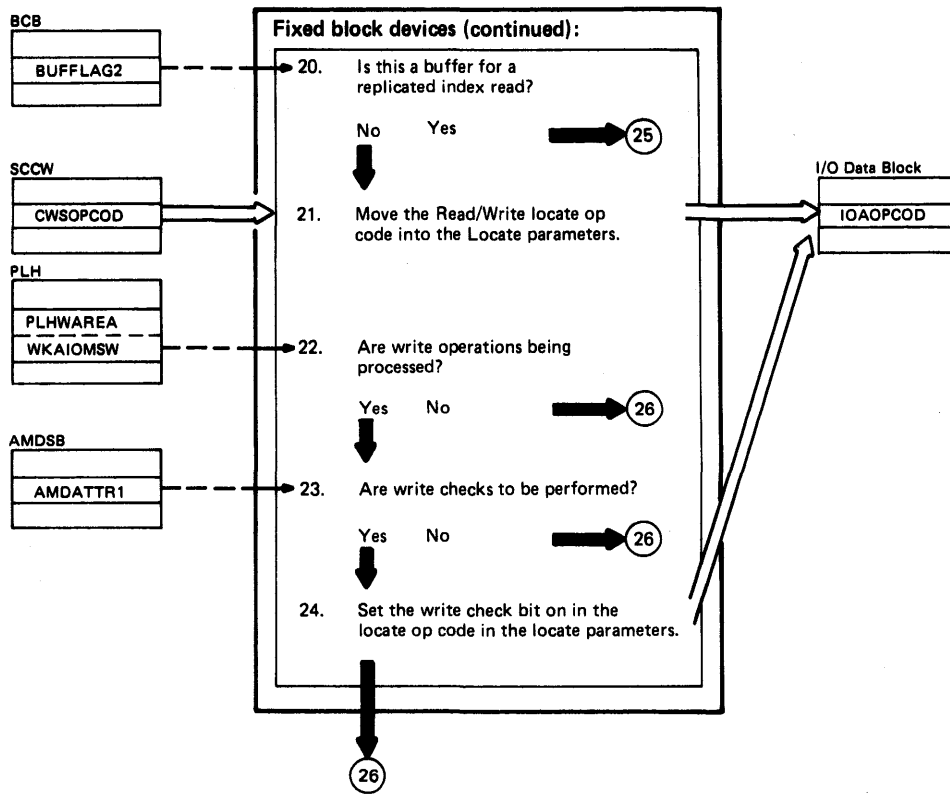 BCB
BUFFLAG2
SCCW
CWSOPCOD
PLH
PLHWAREA
WKAIOMSW
AMDSB
AMDATTR1
Fixed block devices (continued):
20. Is this a buffer for a
replicated index read?
No Yes 25
21. Move the Read/Write locate op
code into the Locate parameters.
22. Are write operations being
processed?
Yes No 26
23. Are write checks to be performed?
Yes No 26
24. Set the write check bit on in the
locate op code in the locate parameters.
26
I/O Data Block
IOAOPCOD